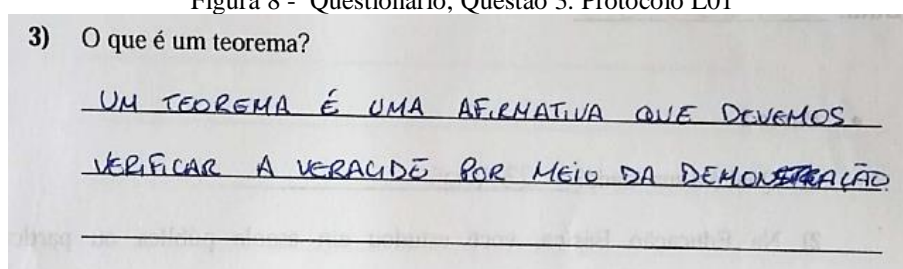 Figura 8 - Questionário, Questão 3. Protocolo L01
3) O que é um teorema?
UM TEOREMA É UMA AFIRMATIVA QUE DEVEMOS
VERIFICAR A VERACIDE POR MEIO DA DEMONSTRAÇÃO